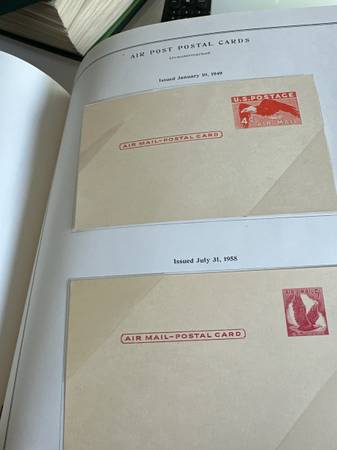 AIR POST POSTAL CARDS
Issued January 10, 1949
U.S. POSTAGE
4¢ AIR MAIL
AIR MAIL-POSTAL CARD
Issued July 31, 1958
AIR MAIL
AIR MAIL-POSTAL CARD